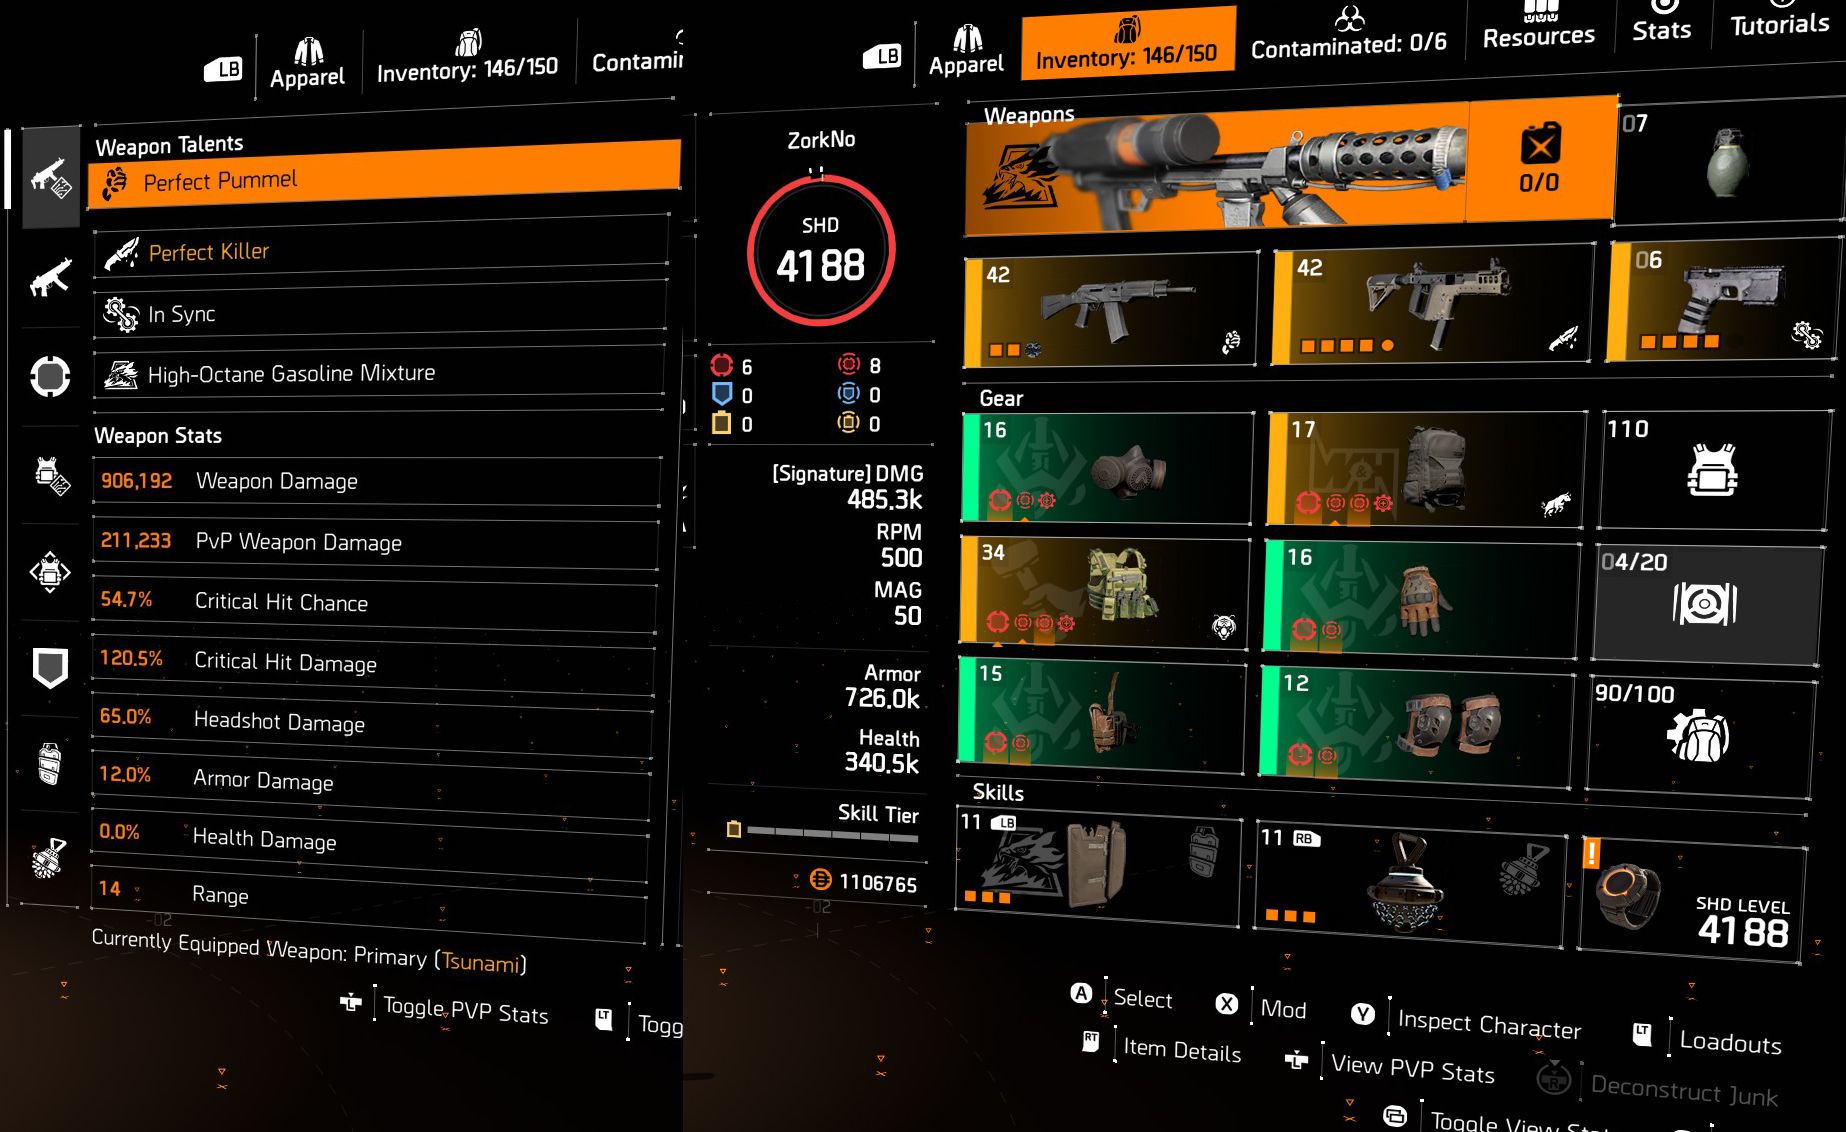 LB
Apparel
Inventory: 146/150
Weapon Talents
Perfect Pummel
Perfect Killer
In Sync
High-Octane Gasoline Mixture
Weapon Stats
906,192 Weapon Damage
211,233 PvP Weapon Damage
54.7% Critical Hit Chance
120.5% Critical Hit Damage
65.0% Headshot Damage
12.0% Armor Damage
0.0% Health Damage
14 Range
-02
Currently Equipped Weapon: Primary (Tsunami)
L Toggle PVP Stats
LT
LB
Apparel
Inventory: 146/150
Contaminated: 0/6
Resources
Stats
Tutorials
ZorkNo
SHD
4188
6 8
0 0
0 0
[Signature] DMG
485.3k
RPM
500
MAG
50
Armor
726.0k
Health
340.5k
Skill Tier
1106765
-02
Weapons
0/0
07
42
42
06
Gear
16
17
110
34
16
04/20
15
12
90/100
Skills
11 LB
11 RB
!
SHD LEVEL
4188
A Select
X Mod
Y Inspect Character
LT Loadouts
RT Item Details
L View PVP Stats
R Deconstruct Junk
Toggle View